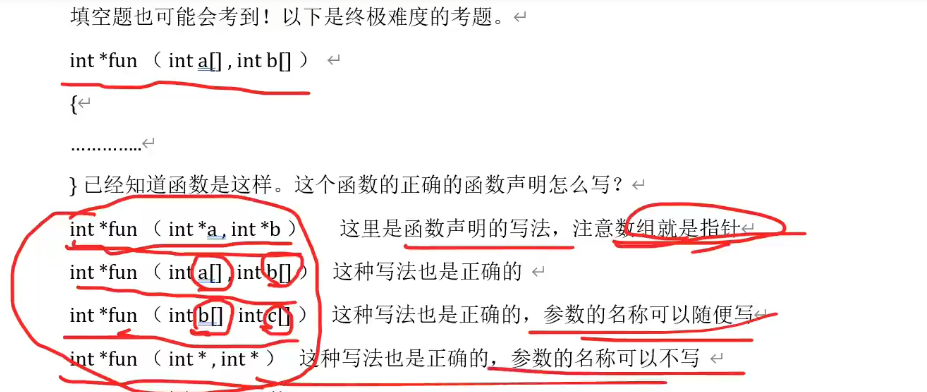 填空题也可能会考到！以下是终极难度的考题。
int *fun （ int a[] , int b[] ）
{
…………..
} 已经知道函数是这样。这个函数的正确的函数声明怎么写？
int *fun （ int *a , int *b ） 这里是函数声明的写法，注意数组就是指针
int *fun （ int a[] , int b[] ） 这种写法也是正确的
int *fun （ int b[] int c[] ） 这种写法也是正确的，参数的名称可以随便写
int *fun （ int * , int * ） 这种写法也是正确的，参数的名称可以不写